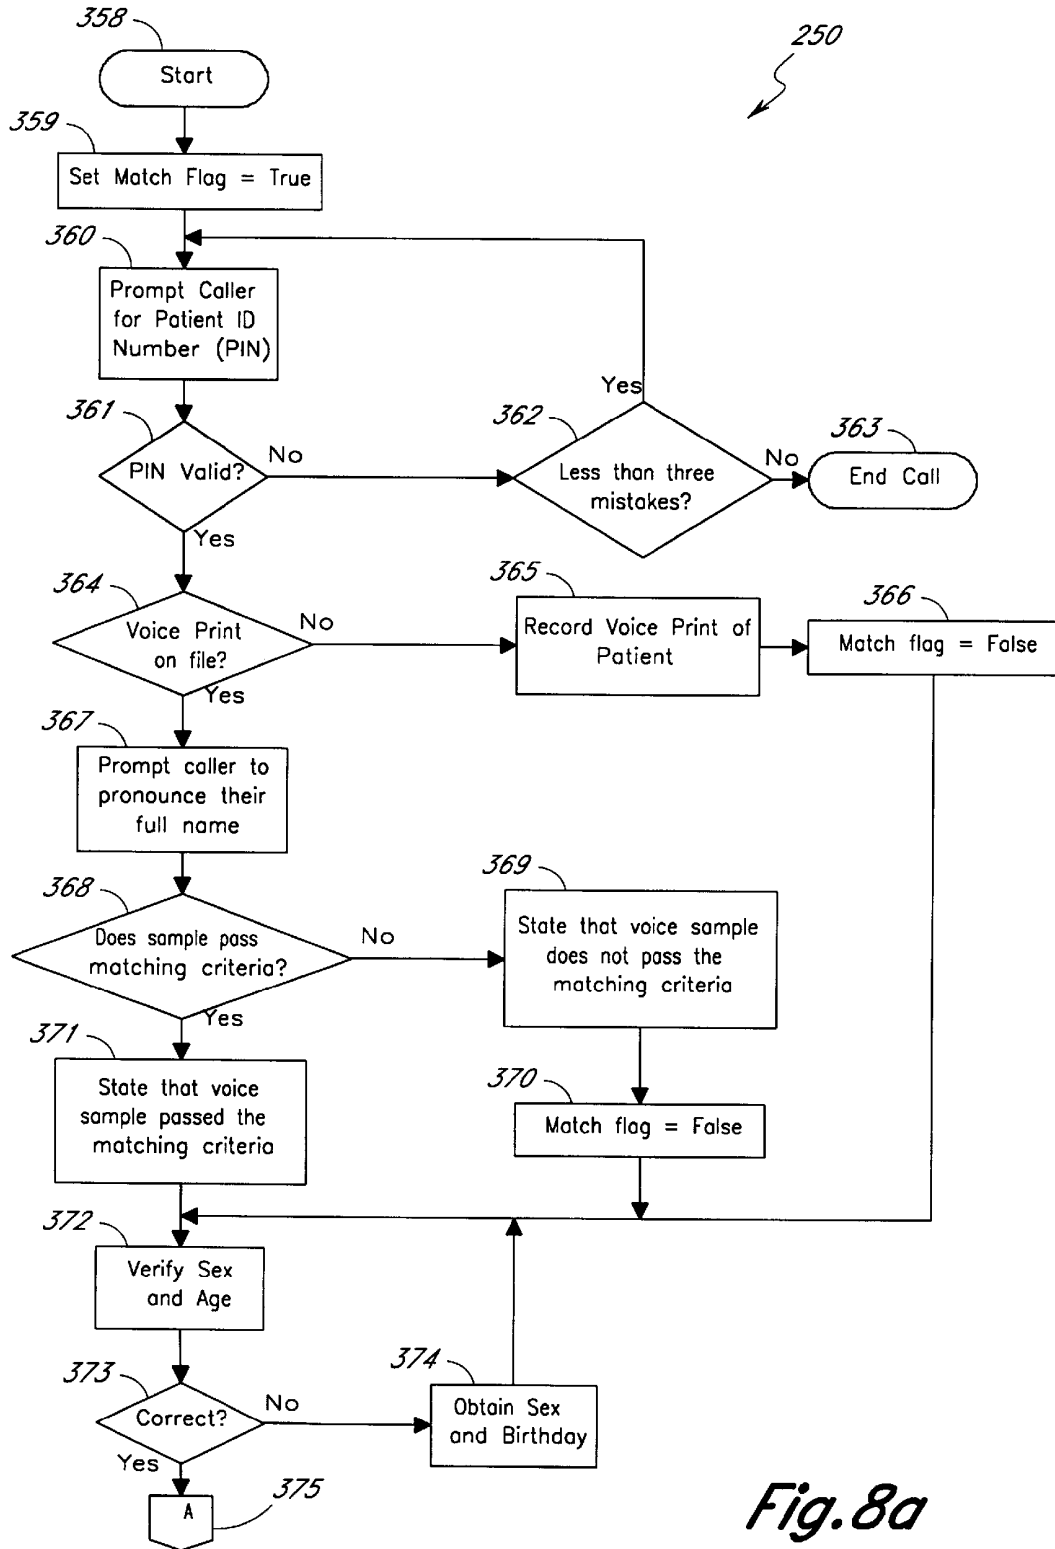 358
Start
250
359
Set Match Flag = True
360
Prompt Caller
for Patient ID
Number (PIN)
Yes
361
PIN Valid?
No
362
Less than three
mistakes?
No
363
End Call
Yes
364
Voice Print
on file?
No
365
Record Voice Print of
Patient
366
Match flag = False
Yes
367
Prompt caller to
pronounce their
full name
368
Does sample pass
matching criteria?
No
369
State that voice sample
does not pass the
matching criteria
Yes
371
State that voice
sample passed the
matching criteria
370
Match flag = False
372
Verify Sex
and Age
373
Correct?
No
374
Obtain Sex
and Birthday
Yes
A
375
Fig.8a